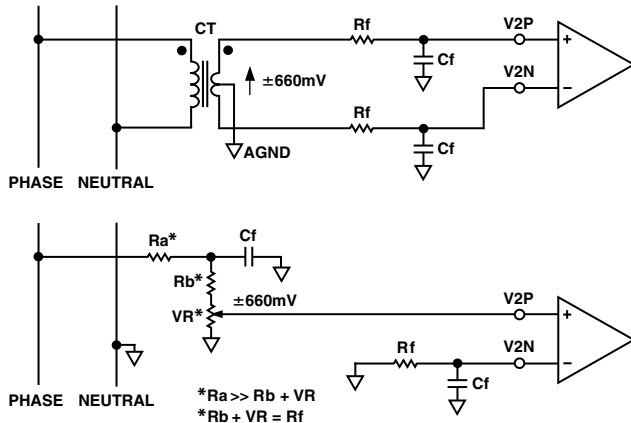 CT
Rf
V2P
+
Cf
±660mV
V2N
−
Rf
AGND
Cf
PHASE NEUTRAL
Ra*
Cf
Rb*
±660mV
VR*
V2P
+
Rf
V2N
−
Cf
PHASE NEUTRAL
*Ra >> Rb + VR
*Rb + VR = Rf